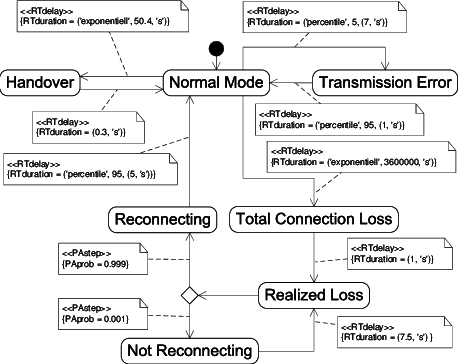 <<RTdelay>>
{RTduration = ('exponentiell', 50.4, 's')}
<<RTdelay>>
{RTduration = ('percentile', 5, (7, 's')}
Handover
Normal Mode
Transmission Error
<<RTdelay>>
{RTduration = (0.3, 's')}
<<RTdelay>>
{RTduration = ('percentile', 95, (1, 's')}
<<RTdelay>>
{RTduration = ('percentile', 95, (5, 's')}
<<RTdelay>>
{RTduration = ('exponentiell', 3600000, 's')}
Reconnecting
Total Connection Loss
<<PAstep>>
{PAprob = 0.999}
<<RTdelay>>
{RTduration = (1, 's')}
Realized Loss
<<PAstep>>
{PAprob = 0.001}
<<RTdelay>>
{RTduration = (7.5, 's') }
Not Reconnecting